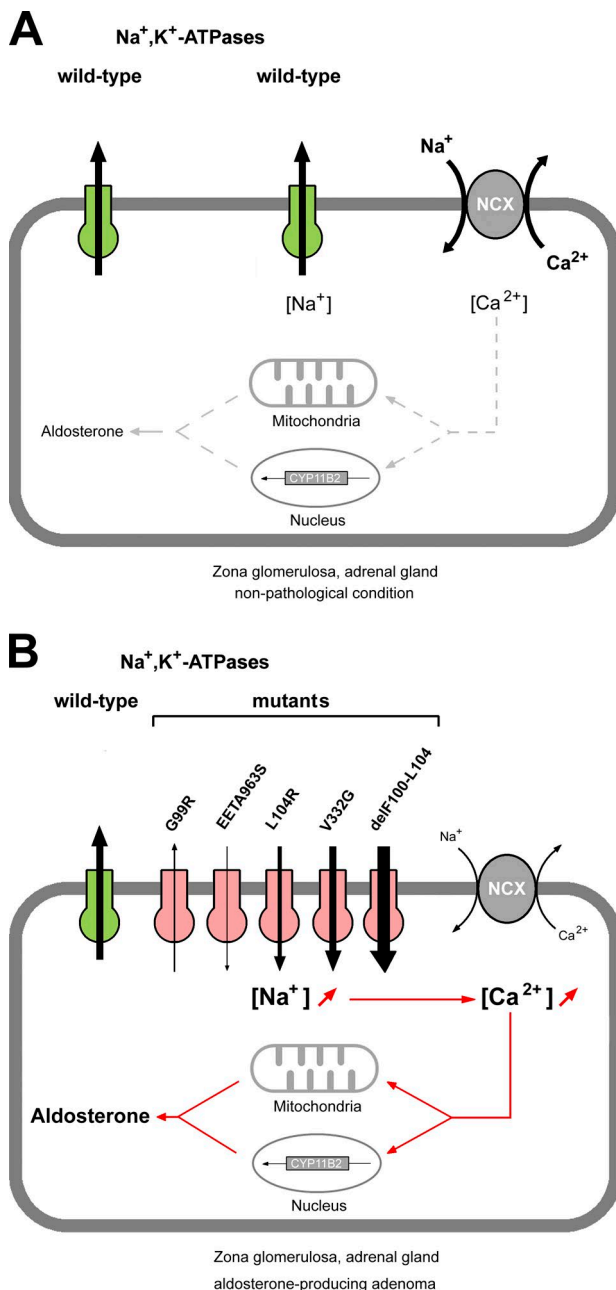 A
Na⁺,K⁺-ATPases
wild-type
wild-type
Na⁺
NCX
Ca²⁺
[Na⁺]
[Ca²⁺]
Mitochondria
Aldosterone
CYP11B2
Nucleus
Zona glomerulosa, adrenal gland
non-pathological condition
B
Na⁺,K⁺-ATPases
wild-type
mutants
G99R
EETA963S
L104R
V332G
delF100-L104
Na⁺
NCX
Ca²⁺
[Na⁺]
[Ca²⁺]
Mitochondria
Aldosterone
CYP11B2
Nucleus
Zona glomerulosa, adrenal gland
aldosterone-producing adenoma